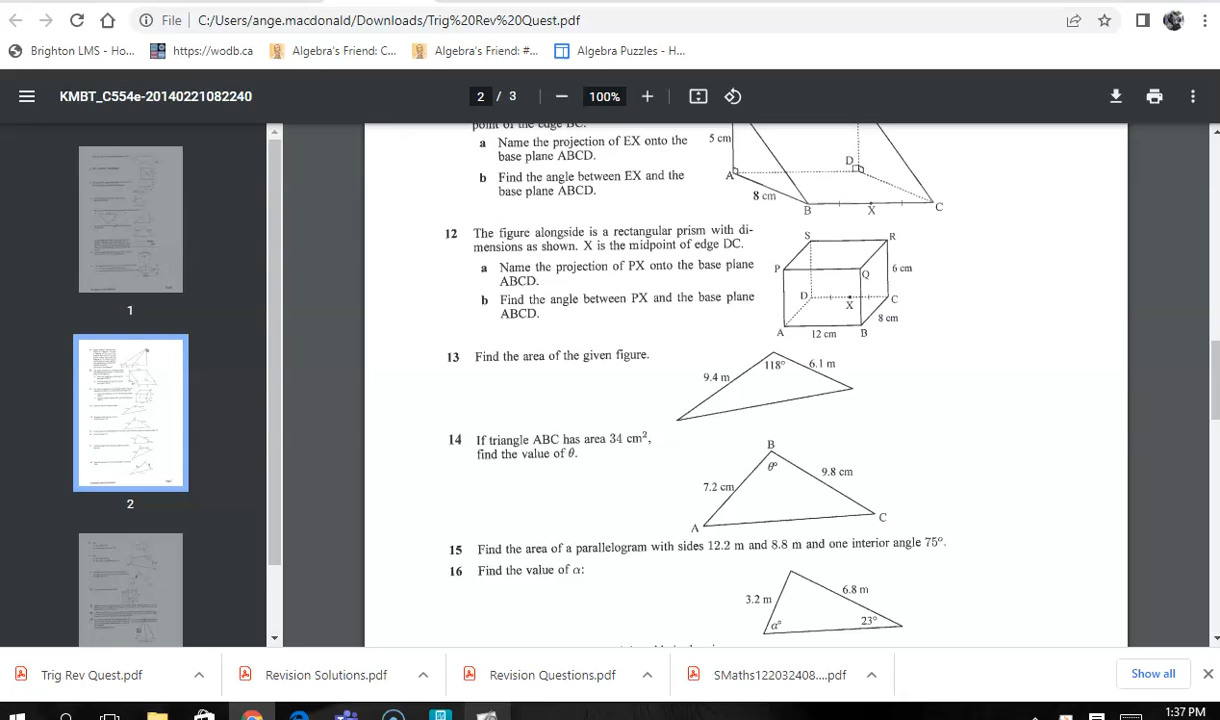 File C:/Users/ange.macdonald/Downloads/Trig%20Rev%20Quest.pdf
Brighton LMS - Ho... https://wodb.ca Algebra's Friend: C... Algebra's Friend: #... Algebra Puzzles - H...
KMBT_C554e-20140221082240 2 / 3 — 100% +
point of the edge BC.
a Name the projection of EX onto the
base plane ABCD.
b Find the angle between EX and the
base plane ABCD.
5 cm
A
D
8 cm
B
X
C
12 The figure alongside is a rectangular prism with di-
mensions as shown. X is the midpoint of edge DC.
a Name the projection of PX onto the base plane
ABCD.
b Find the angle between PX and the base plane
ABCD.
S
R
P
Q
6 cm
D
X
C
8 cm
A
12 cm
B
13 Find the area of the given figure.
118°
6.1 m
9.4 m
14 If triangle ABC has area 34 cm²,
find the value of θ.
B
θ°
9.8 cm
7.2 cm
A
C
15 Find the area of a parallelogram with sides 12.2 m and 8.8 m and one interior angle 75°.
16 Find the value of α:
3.2 m
6.8 m
α°
23°
1
2
Trig Rev Quest.pdf
Revision Solutions.pdf
Revision Questions.pdf
SMaths122032408....pdf
Show all
1:37 PM